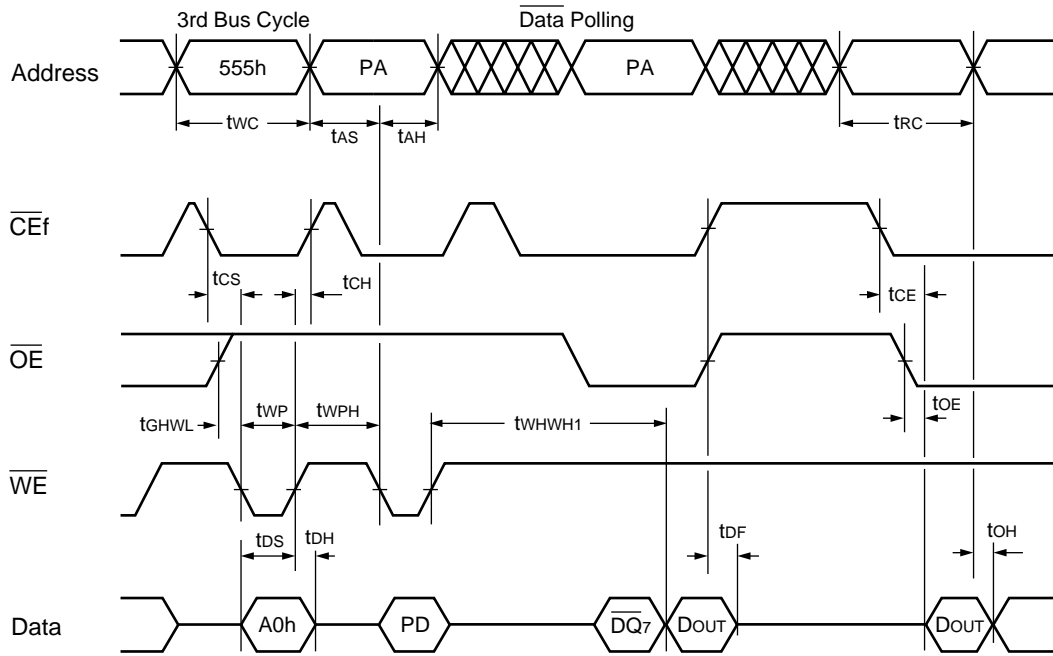 3rd Bus Cycle Data Polling
Address 555h PA PA
tWC tAS tAH tRC
CEf
tCS tCH tCE
OE
tGHWL tWP tWPH tWHWH1 tOE
WE
tDS tDH tDF tOH
Data A0h PD DQ7 DOUT DOUT